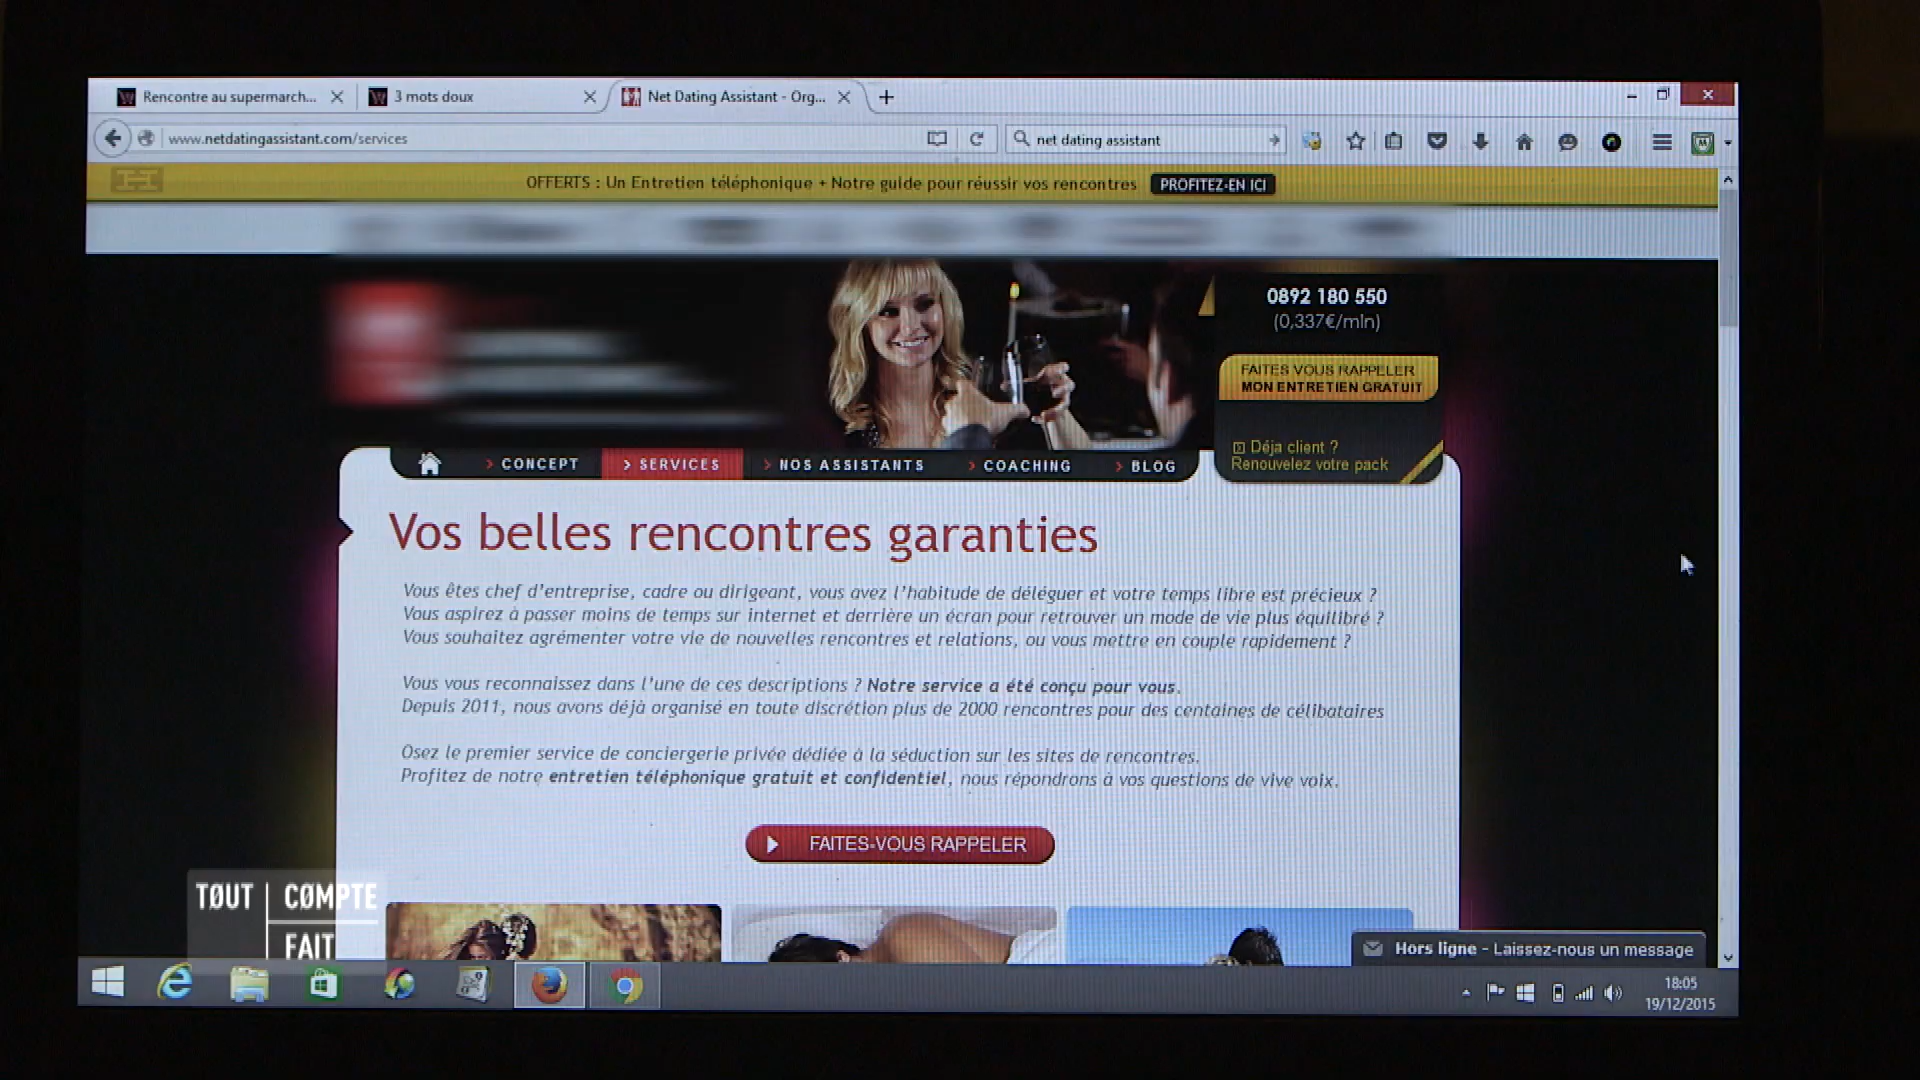 Rencontre au supermarch...
3 mots doux
Net Dating Assistant - Org...
www.netdatingassistant.com/services
net dating assistant
OFFERTS : Un Entretien téléphonique + Notre guide pour réussir vos rencontres
PROFITEZ-EN ICI
0892 180 550
(0,337€/min)
FAITES VOUS RAPPELER
MON ENTRETIEN GRATUIT
Déja client ?
Renouvelez votre pack
CONCEPT
SERVICES
NOS ASSISTANTS
COACHING
BLOG
Vos belles rencontres garanties
Vous êtes chef d'entreprise, cadre ou dirigeant, vous avez l'habitude de déléguer et votre temps libre est précieux ?
Vous aspirez à passer moins de temps sur internet et derrière un écran pour retrouver un mode de vie plus équilibré ?
Vous souhaitez agrémenter votre vie de nouvelles rencontres et relations, ou vous mettre en couple rapidement ?
Vous vous reconnaissez dans l'une de ces descriptions ? Notre service a été conçu pour vous.
Depuis 2011, nous avons déjà organisé en toute discrétion plus de 2000 rencontres pour des centaines de célibataires
Osez le premier service de conciergerie privée dédiée à la séduction sur les sites de rencontres.
Profitez de notre entretien téléphonique gratuit et confidentiel, nous répondrons à vos questions de vive voix.
FAITES-VOUS RAPPELER
TØUT CØMPTE
FAIT
Hors ligne - Laissez-nous un message
18:05
19/12/2015